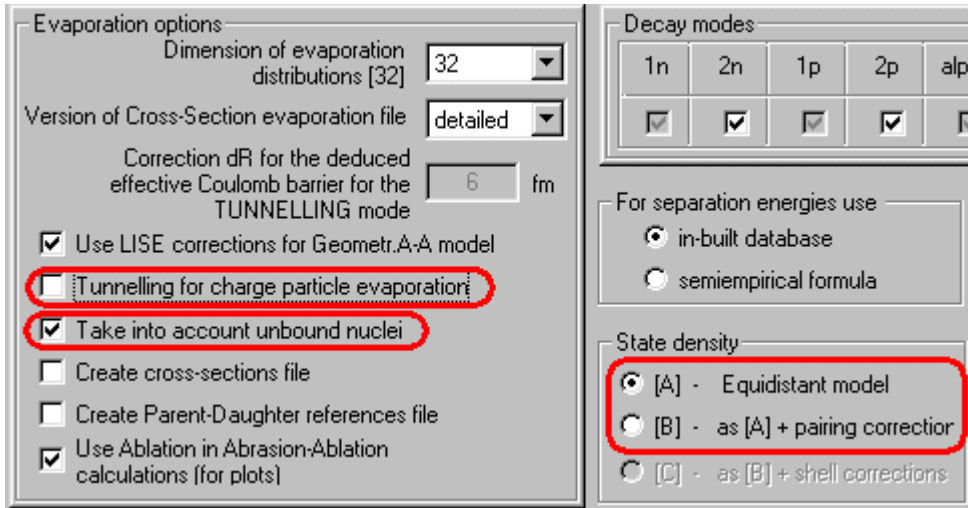 Evaporation options
Dimension of evaporation
distributions [32]
32
Version of Cross-Section evaporation file
detailed
Correction dR for the deduced
effective Coulomb barrier for the
TUNNELLING mode
6
fm
Use LISE corrections for Geometr.A-A model
Tunnelling for charge particle evaporation
Take into account unbound nuclei
Create cross-sections file
Create Parent-Daughter references file
Use Ablation in Abrasion-Ablation
calculations (for plots)
Decay modes
1n 2n 1p 2p alp
For separation energies use
in-built database
semiempirical formula
State density
[A] - Equidistant model
[B] - as [A] + pairing correction
[C] - as [B] + shell corrections